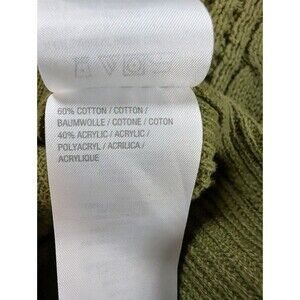 60% COTTON / COTTON /
BAUMWOLLE / COTONE / COTON
40% ACRYLIC / ACRYLIC /
POLYACRYL / ACRILICA /
ACRYLIQUE